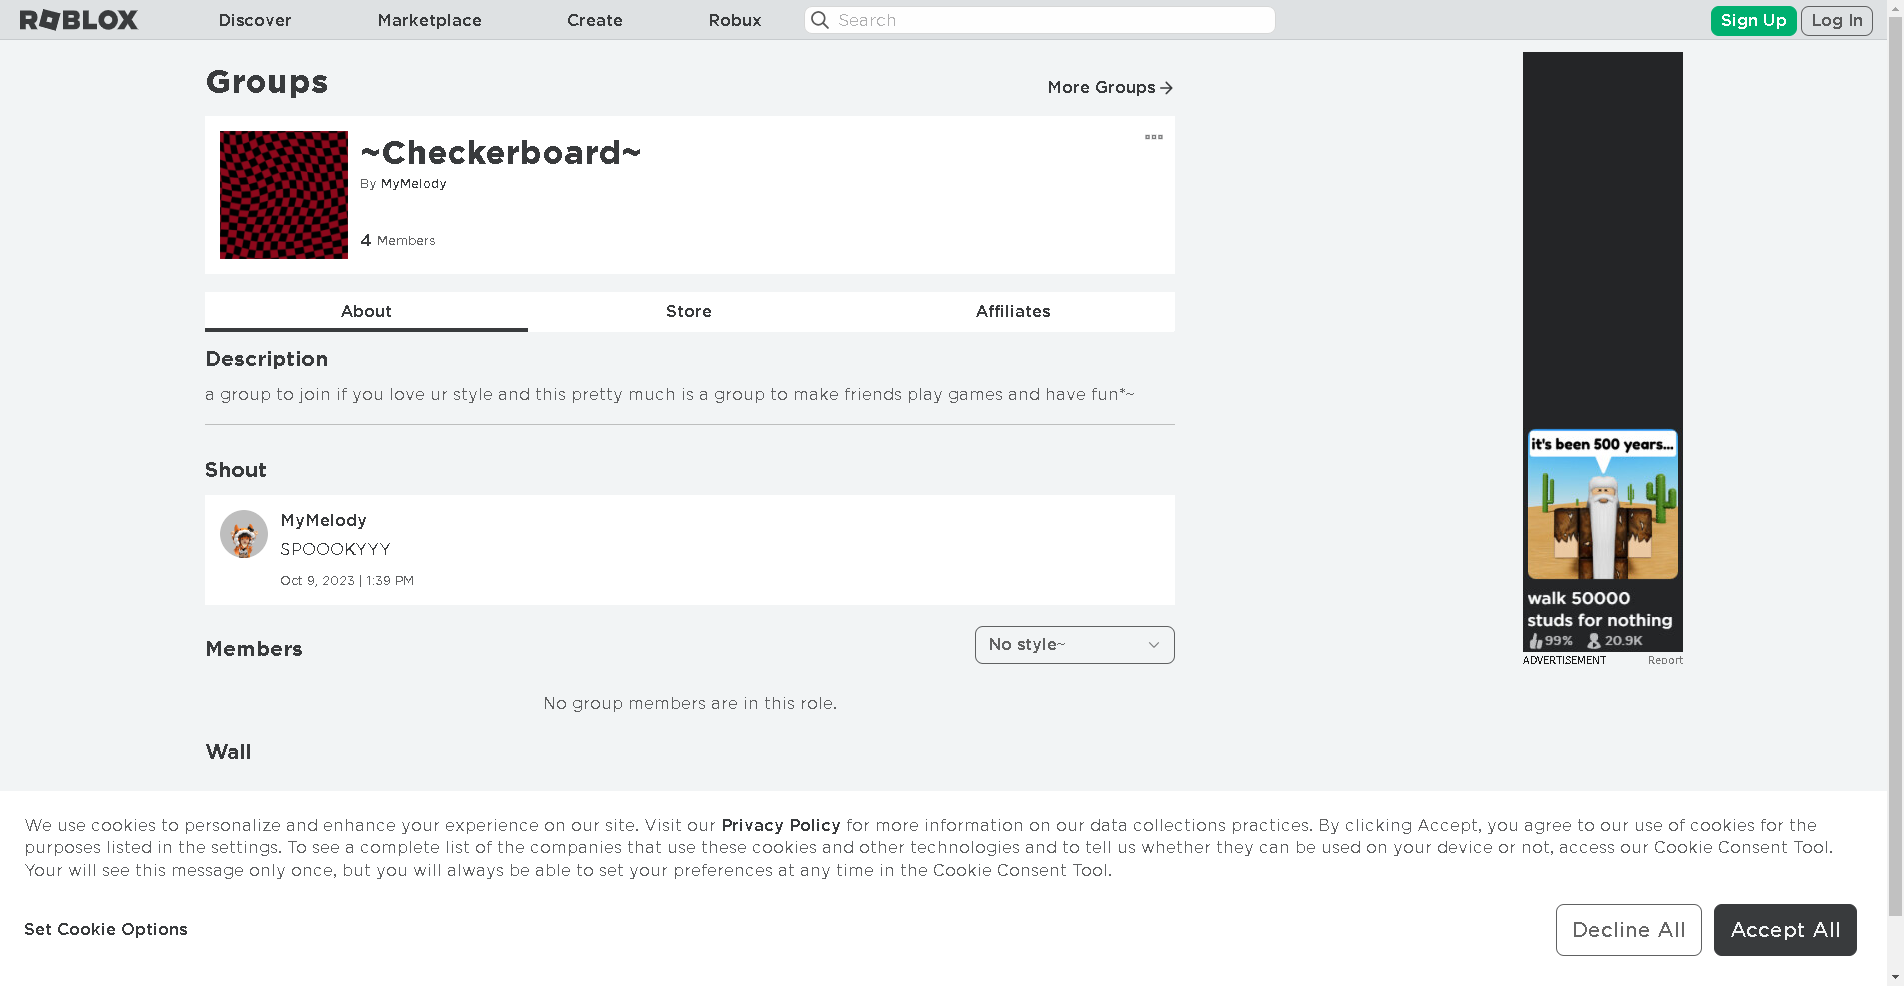 ROBLOX
Discover
Marketplace
Create
Robux
Search
Sign Up
Log In
Groups
More Groups
~Checkerboard~
By MyMelody
4 Members
About
Store
Affiliates
Description
a group to join if you love ur style and this pretty much is a group to make friends play games and have fun*~
Shout
MyMelody
SPOOOKYYY
Oct 9, 2023 | 1:39 PM
Members
No style~
No group members are in this role.
Wall
it's been 500 years...
walk 50000
studs for nothing
99% 20.9K
ADVERTISEMENT
Report
We use cookies to personalize and enhance your experience on our site. Visit our Privacy Policy for more information on our data collections practices. By clicking Accept, you agree to our use of cookies for the
purposes listed in the settings. To see a complete list of the companies that use these cookies and other technologies and to tell us whether they can be used on your device or not, access our Cookie Consent Tool.
Your will see this message only once, but you will always be able to set your preferences at any time in the Cookie Consent Tool.
Set Cookie Options
Decline All
Accept All